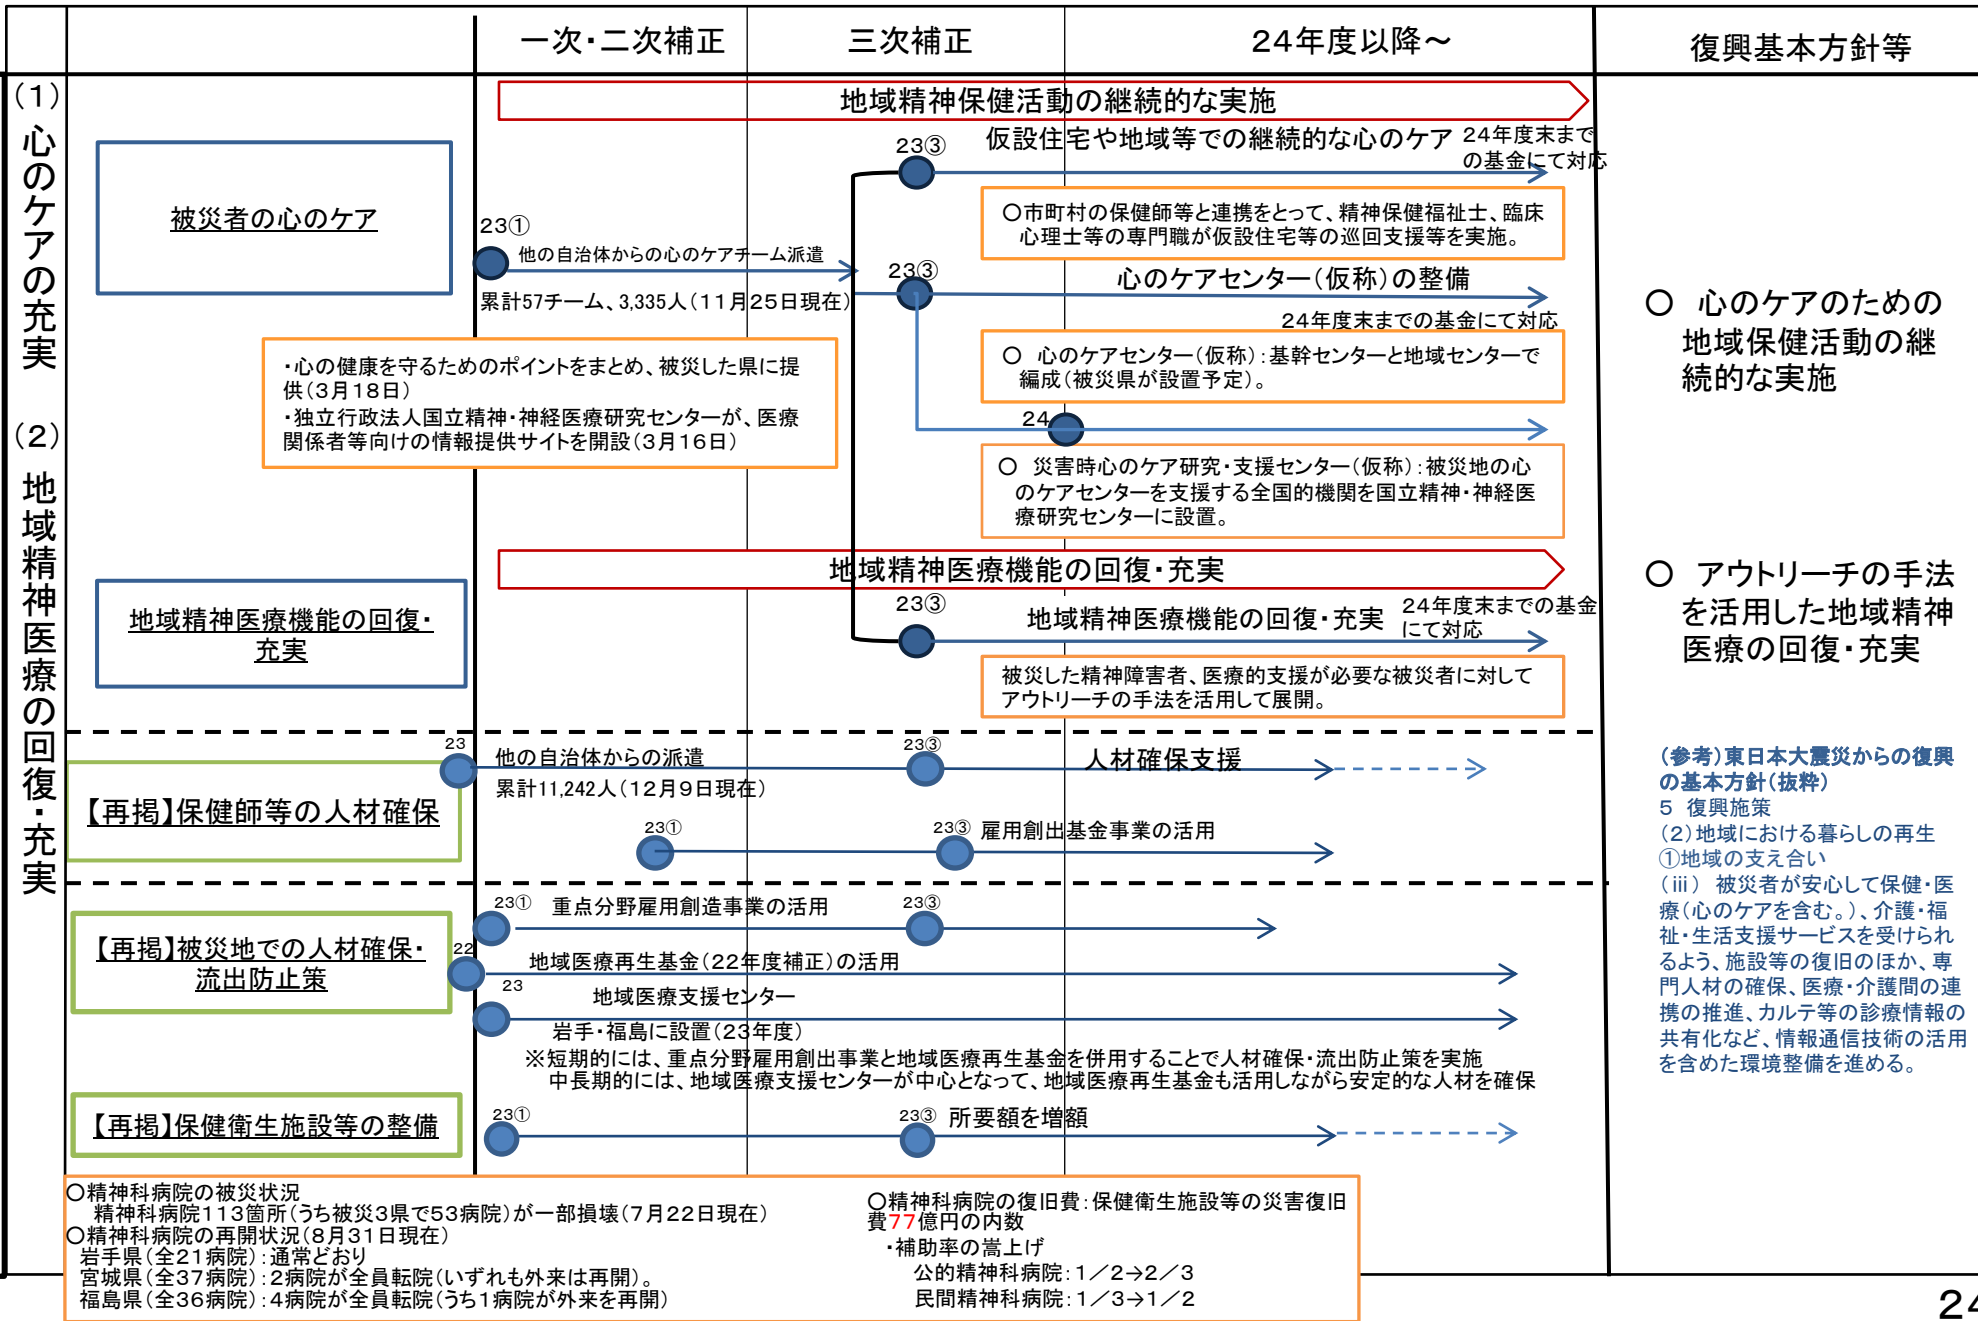 一次・二次補正
三次補正
24年度以降～
復興基本方針等
(1)心のケアの充実
(2)地域精神医療の回復・充実
地域精神保健活動の継続的な実施
被災者の心のケア
23①
他の自治体からの心のケアチーム派遣
累計57チーム、3,335人(11月25日現在)
23③
仮設住宅や地域等での継続的な心のケア
24年度末まで
の基金にて対応
○市町村の保健師等と連携をとって、精神保健福祉士、臨床
心理士等の専門職が仮設住宅等の巡回支援等を実施。
23③
心のケアセンター(仮称)の整備
24年度末までの基金にて対応
○ 心のケアセンター(仮称):基幹センターと地域センターで
編成(被災県が設置予定)。
・心の健康を守るためのポイントをまとめ、被災した県に提
供(3月18日)
・独立行政法人国立精神・神経医療研究センターが、医療
関係者等向けの情報提供サイトを開設(3月16日)
24
○ 災害時心のケア研究・支援センター(仮称):被災地の心
のケアセンターを支援する全国的機関を国立精神・神経医
療研究センターに設置。
地域精神医療機能の回復・充実
地域精神医療機能の回復・
充実
23③
地域精神医療機能の回復・充実
24年度末までの基金
にて対応
被災した精神障害者、医療的支援が必要な被災者に対して
アウトリーチの手法を活用して展開。
○ 心のケアのための
地域保健活動の継
続的な実施
○ アウトリーチの手法
を活用した地域精神
医療の回復・充実
【再掲】保健師等の人材確保
23
他の自治体からの派遣
累計11,242人(12月9日現在)
23③
人材確保支援
23①
23③ 雇用創出基金事業の活用
【再掲】被災地での人材確保・
流出防止策
23①
重点分野雇用創造事業の活用
23③
22
地域医療再生基金(22年度補正)の活用
23
地域医療支援センター
岩手・福島に設置(23年度)
※短期的には、重点分野雇用創出事業と地域医療再生基金を併用することで人材確保・流出防止策を実施
中長期的には、地域医療支援センターが中心となって、地域医療再生基金も活用しながら安定的な人材を確保
【再掲】保健衛生施設等の整備
23①
23③ 所要額を増額
(参考)東日本大震災からの復興
の基本方針(抜粋)
5 復興施策
(2)地域における暮らしの再生
①地域の支え合い
(ⅲ) 被災者が安心して保健・医
療(心のケアを含む。)、介護・福
祉・生活支援サービスを受けられ
るよう、施設等の復旧のほか、専
門人材の確保、医療・介護間の連
携の推進、カルテ等の診療情報の
共有化など、情報通信技術の活用
を含めた環境整備を進める。
○精神科病院の被災状況
精神科病院113箇所(うち被災3県で53病院)が一部損壊(7月22日現在)
○精神科病院の再開状況(8月31日現在)
岩手県(全21病院):通常どおり
宮城県(全37病院):2病院が全員転院(いずれも外来は再開)。
福島県(全36病院):4病院が全員転院(うち1病院が外来を再開)
○精神科病院の復旧費:保健衛生施設等の災害復旧
費77億円の内数
・補助率の嵩上げ
公的精神科病院:1/2→2/3
民間精神科病院:1/3→1/2
24